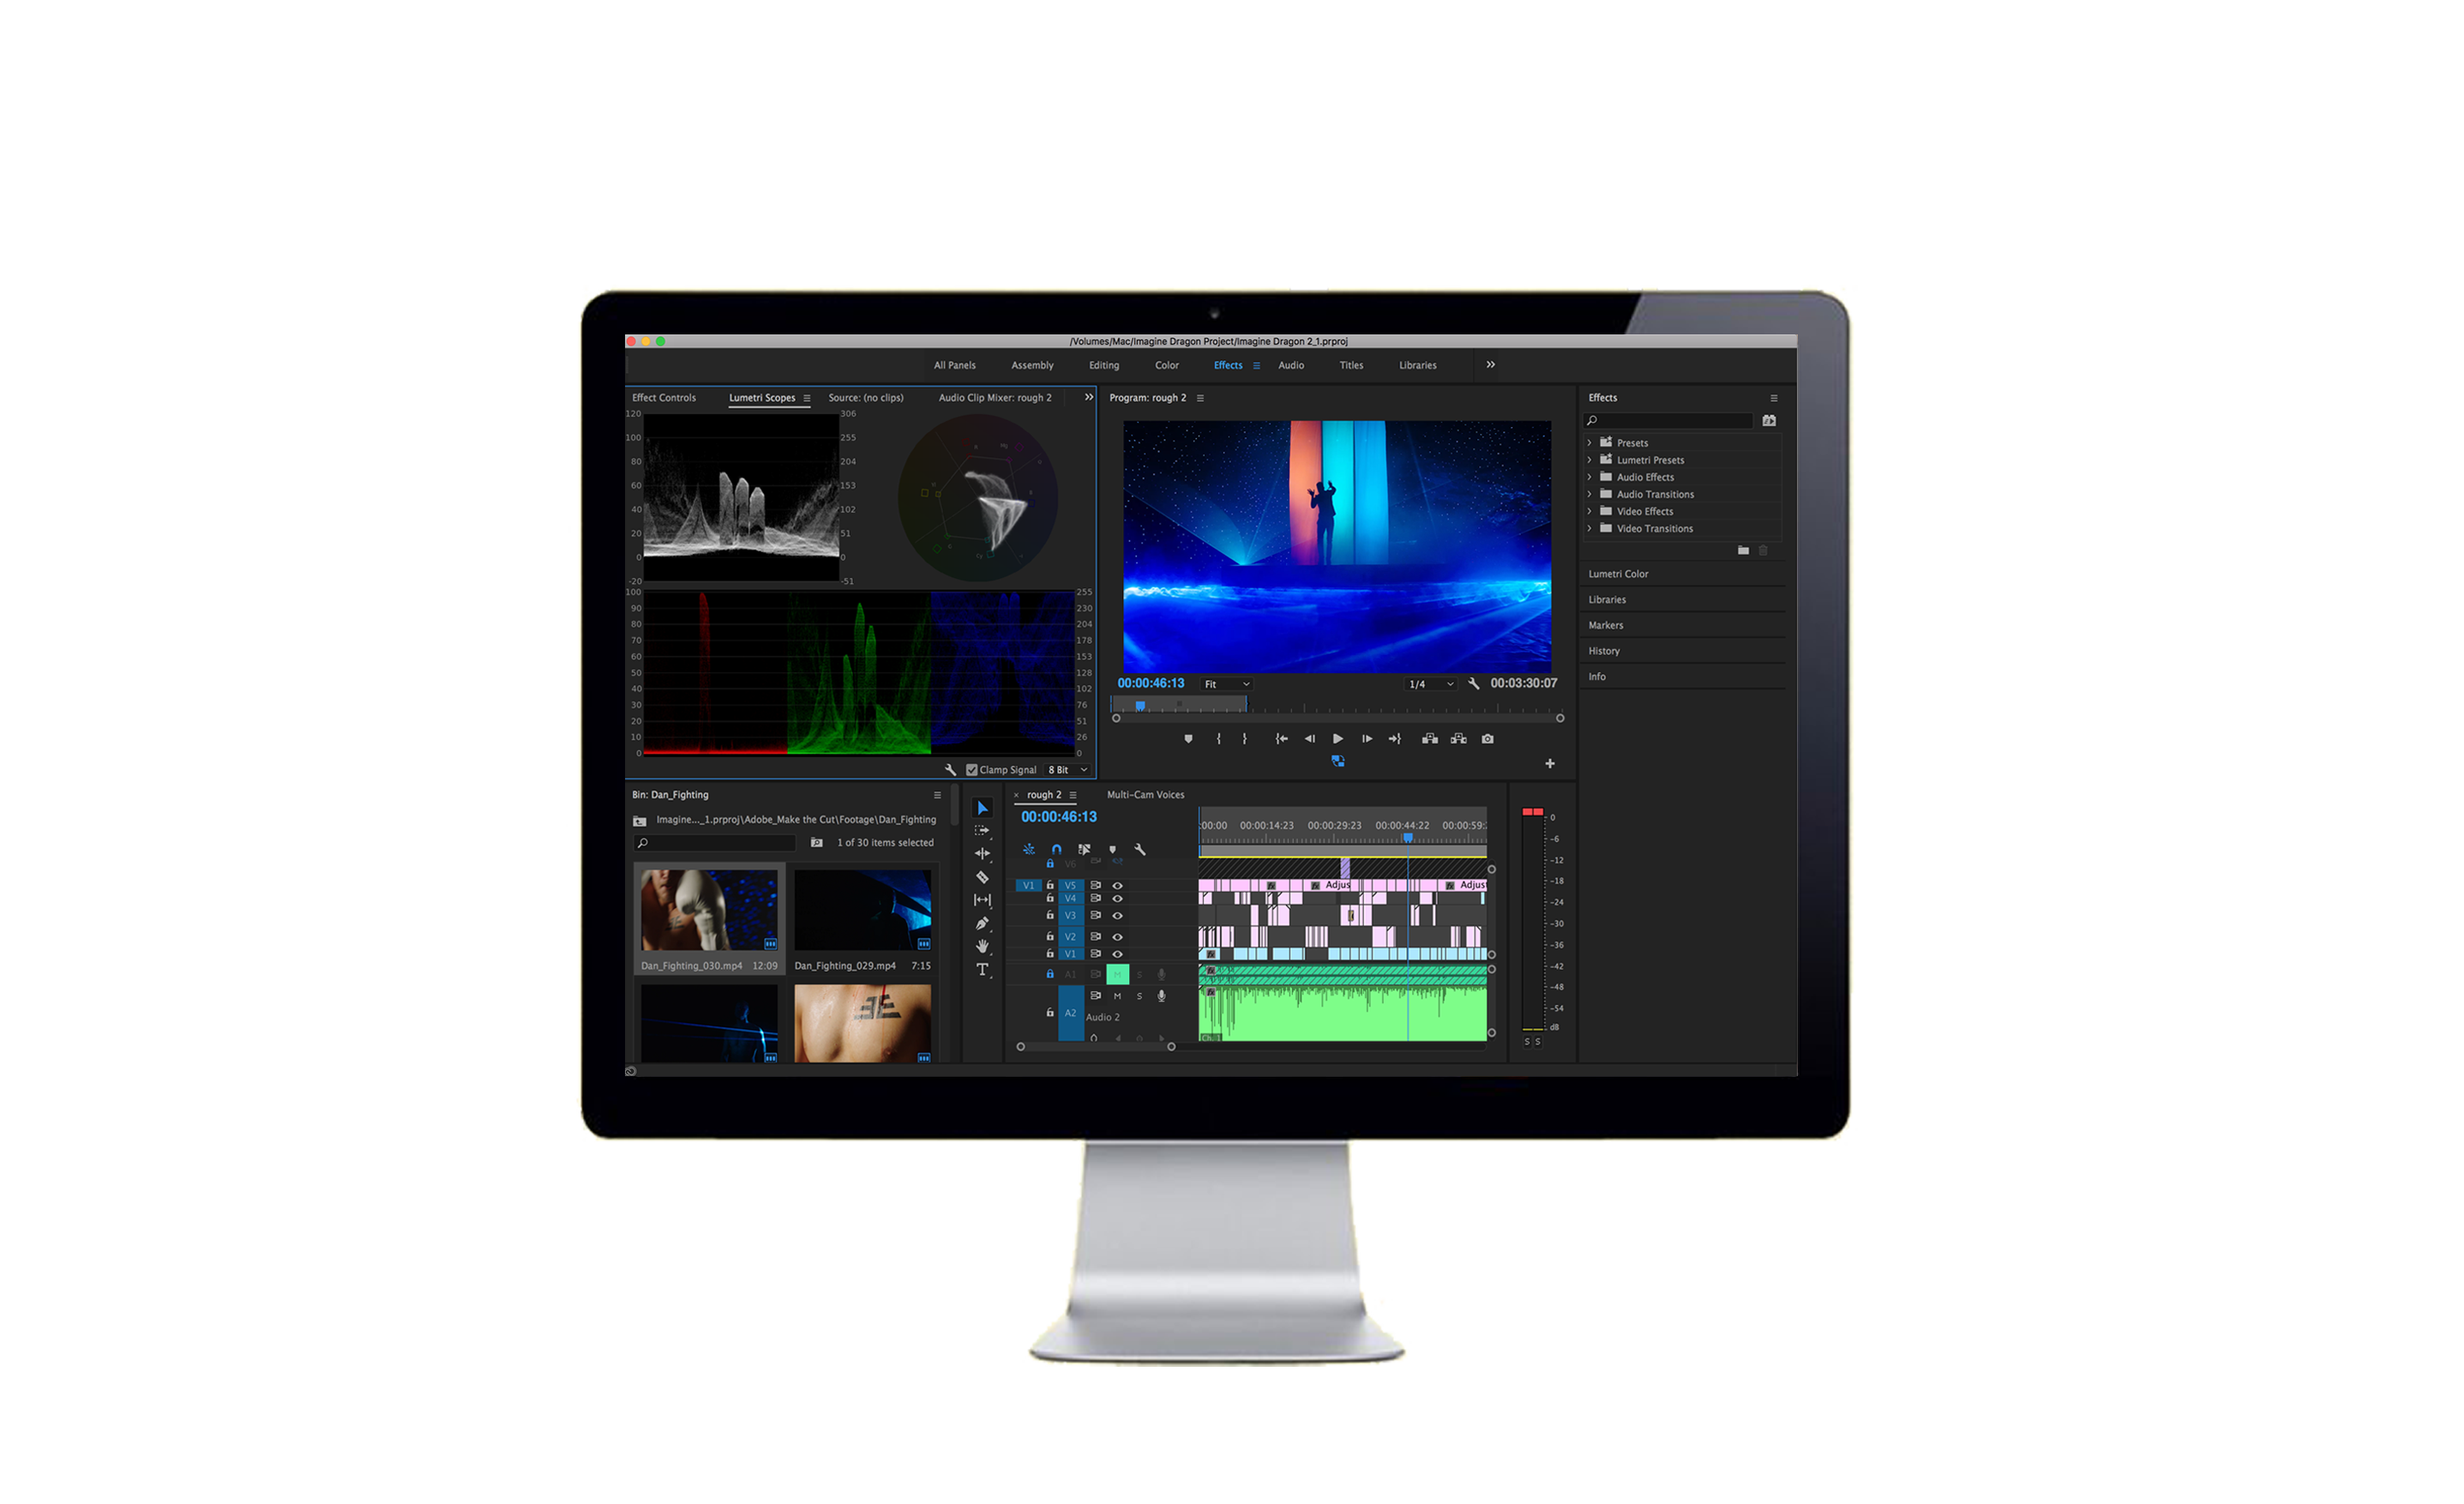 /Volumes/Mac/Imagine Dragon Project/Imagine Dragon 2_1.prproj
All Panels Assembly Editing Color Effects Audio Titles Libraries
Effect Controls Lumetri Scopes Source: (no clips) Audio Clip Mixer: rough 2
120
100
80
60
40
20
0
-20
306
255
204
153
102
51
0
-51
100
90
80
70
60
50
40
30
20
10
0
255
230
204
178
153
128
102
76
51
26
0
Clamp Signal 8 Bit
Program: rough 2
00:00:46:13 Fit 1/4 00:03:30:07
Effects
Presets
Lumetri Presets
Audio Effects
Audio Transitions
Video Effects
Video Transitions
Lumetri Color
Libraries
Markers
History
Info
Bin: Dan_Fighting
Imagine..._1.prproj\Adobe_Make the Cut\Footage\Dan_Fighting
1 of 30 items selected
Dan_Fighting_030.mp4 12:09
Dan_Fighting_029.mp4 7:15
rough 2 Multi-Cam Voices
00:00:46:13
:00:00 00:00:14:23 00:00:29:23 00:00:44:22 00:00:59:
V6
V1 V5 Adjus Adjust
V4
V3
V2
V1
A1 M S
A2 M S
Audio 2
0
-6
-12
-18
-24
-30
-36
-42
-48
-54
dB
S S